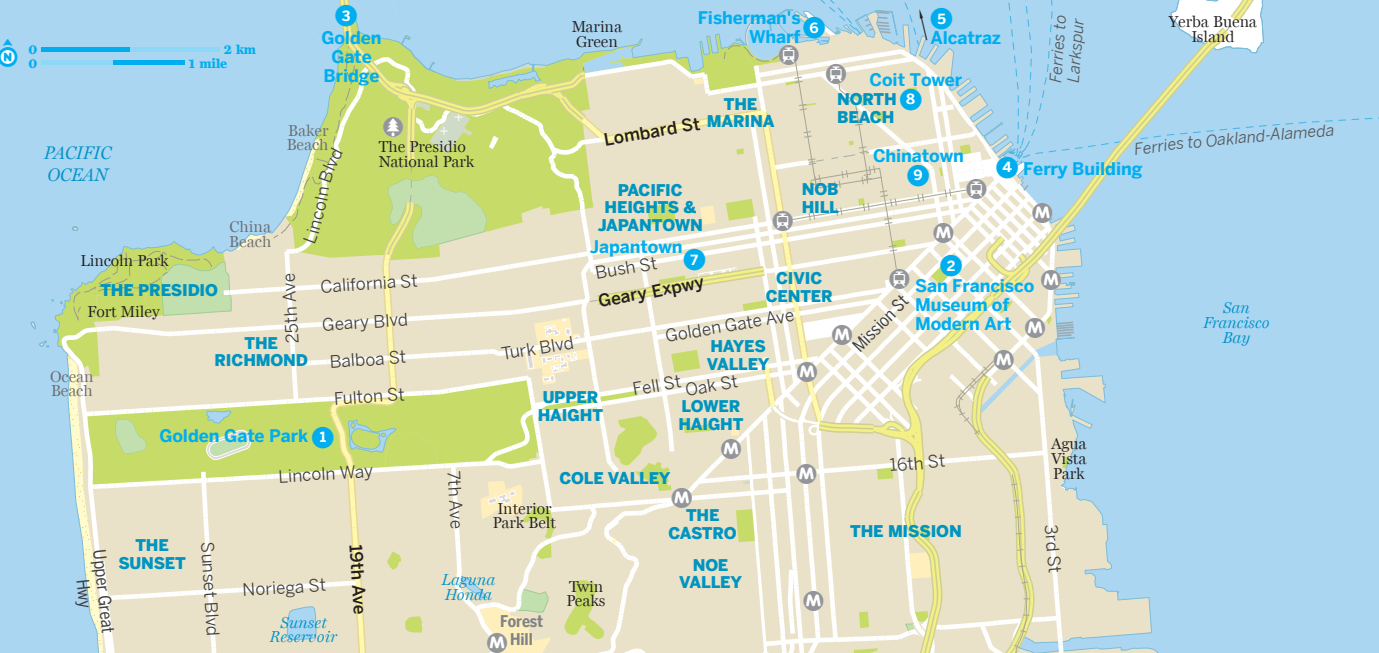 3
Golden
Gate
Bridge
0 2 km
0 1 mile
N
Marina
Green
Fisherman's
Wharf
6
5
Alcatraz
Ferries to
Larkspur
Yerba Buena
Island
Coit Tower
8
NORTH
BEACH
THE
MARINA
Lombard St
Baker
Beach
The Presidio
National Park
PACIFIC
OCEAN
Lincoln Blvd
Ferries to Oakland-Alameda
Chinatown
9
4
Ferry Building
NOB
HILL
PACIFIC
HEIGHTS &
JAPANTOWN
Japantown
7
China
Beach
Lincoln Park
THE PRESIDIO
Fort Miley
25th Ave
California St
Bush St
Geary Expwy
CIVIC
CENTER
2
San Francisco
Museum of
Modern Art
M
M
M
M
M
M
M
M
M
M
M
M
San
Francisco
Bay
Geary Blvd
Golden Gate Ave
Mission St
THE
RICHMOND
Balboa St
Turk Blvd
HAYES
VALLEY
Ocean
Beach
Fulton St
Fell St
Oak St
UPPER
HAIGHT
LOWER
HAIGHT
Golden Gate Park
1
Lincoln Way
16th St
Agua
Vista
Park
COLE VALLEY
7th Ave
Interior
Park Belt
THE
CASTRO
THE MISSION
3rd St
THE
SUNSET
NOE
VALLEY
Upper Great
Hwy
Sunset Blvd
Noriega St
19th Ave
Laguna
Honda
Twin
Peaks
Sunset
Reservoir
Forest
Hill